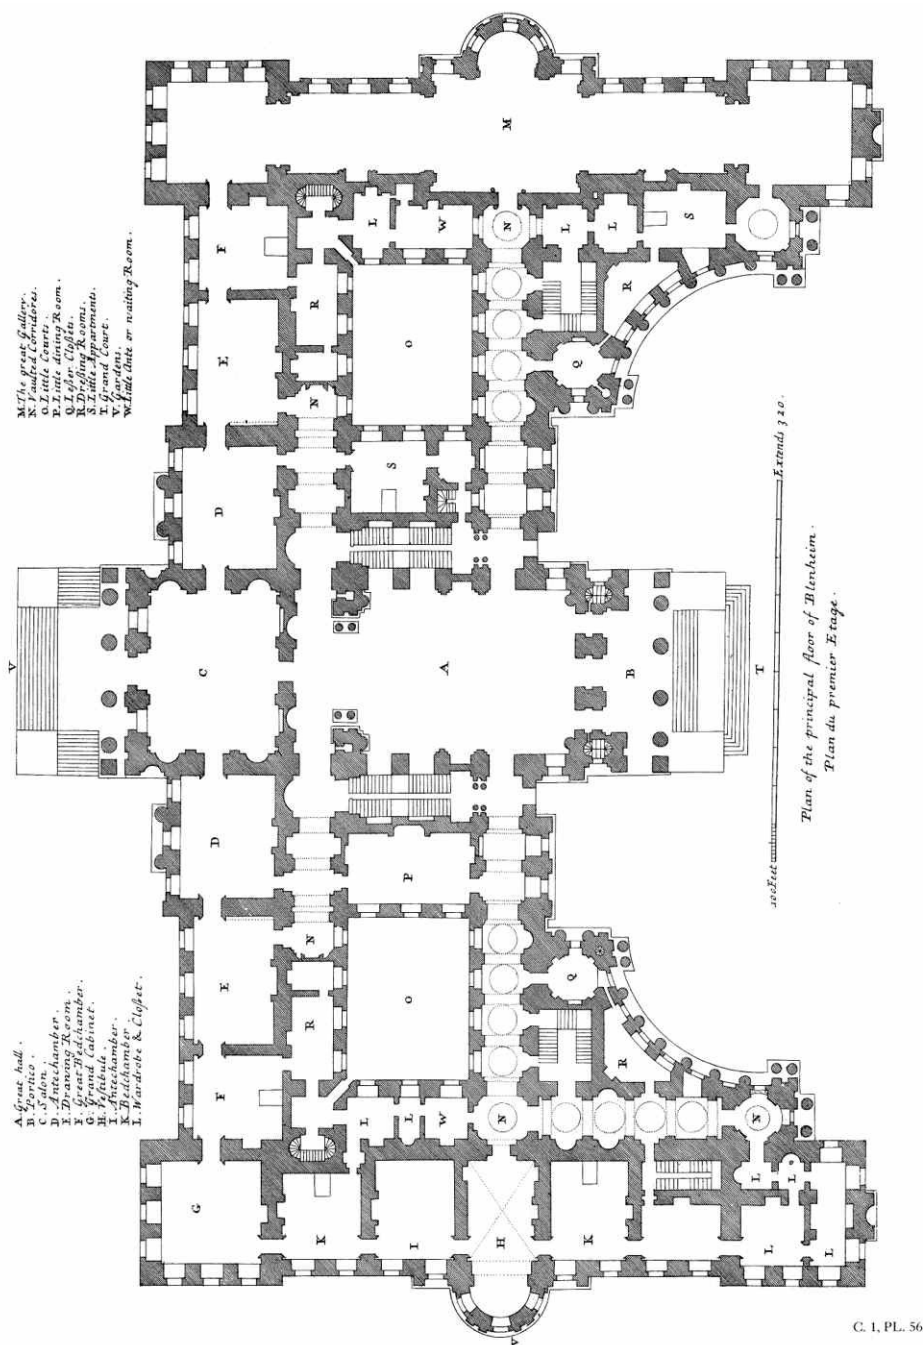 M. The great Gallery.
N. Vaulted Corridores.
O. Little Courts.
P. Little dining Room.
Q. Leſser Cloſets.
R. Dreſsing Rooms.
S. Little Appartments.
T. Grand Court.
V. Gardens.
W. Little Ante or waiting Room.
A. Great hall.
B. Portico.
C. Salon.
D. Antechamber.
E. Drawing Room.
F. Great Bedchamber.
G. Grand Cabinet.
H. Vestibule.
I. Antechamber.
K. Bedchamber
L. Wardrobe & Cloſset.
M
F
L
W
N
L
L
S
R
E
R
O
N
Q
D
N
S
V
C
A
B
T
D
P
E
N
O
Q
R
F
R
L
L
W
N
N
L
L
G
K
I
H
K
L
L
V
100 Feet
Extends 320.
Plan of the principal floor of Blenheim.
Plan du premier Etage.
C. 1, PL. 56